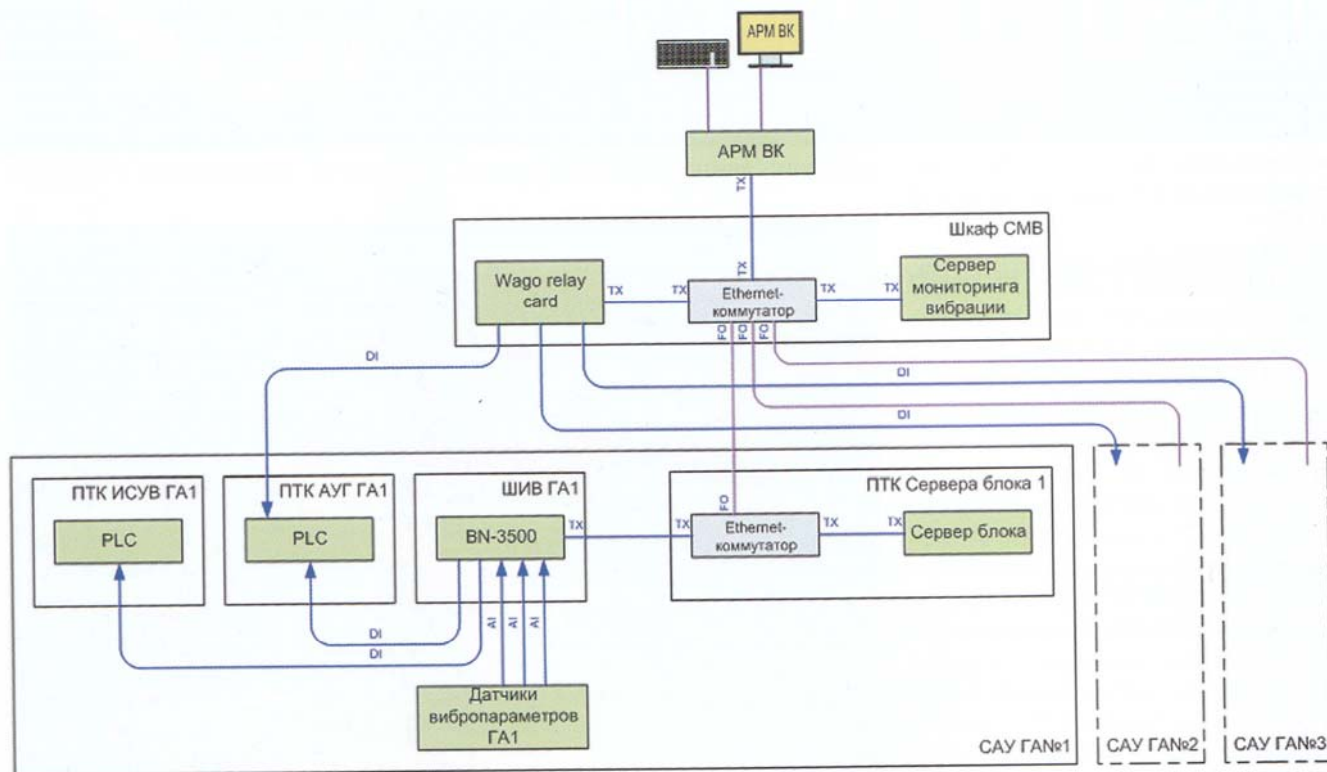 АРМ ВК
АРМ ВК
TX
Шкаф СМВ
Wago relay
card
TX
TX
TX
Ethernet-
коммутатор
TX
TX
Сервер
мониторинга
вибрации
FO
FO
FO
DI
DI
DI
ПТК ИСУВ ГА1
PLC
ПТК АУГ ГА1
PLC
ШИВ ГА1
BN-3500
TX
ПТК Сервера блока 1
FO
TX
Ethernet-
коммутатор
TX
TX
Сервер блока
DI
DI
AI
AI
AI
Датчики
вибропараметров
ГА1
САУ ГА№1
САУ ГА№2
САУ ГА№3